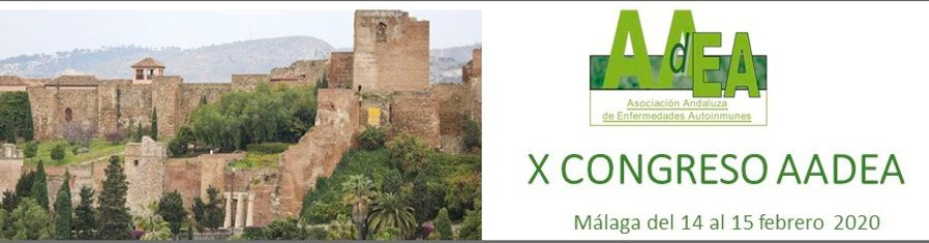 AAdEA
Asociación Andaluza
de Enfermedades Autoinmunes
X CONGRESO AADEA
Málaga del 14 al 15 febrero 2020